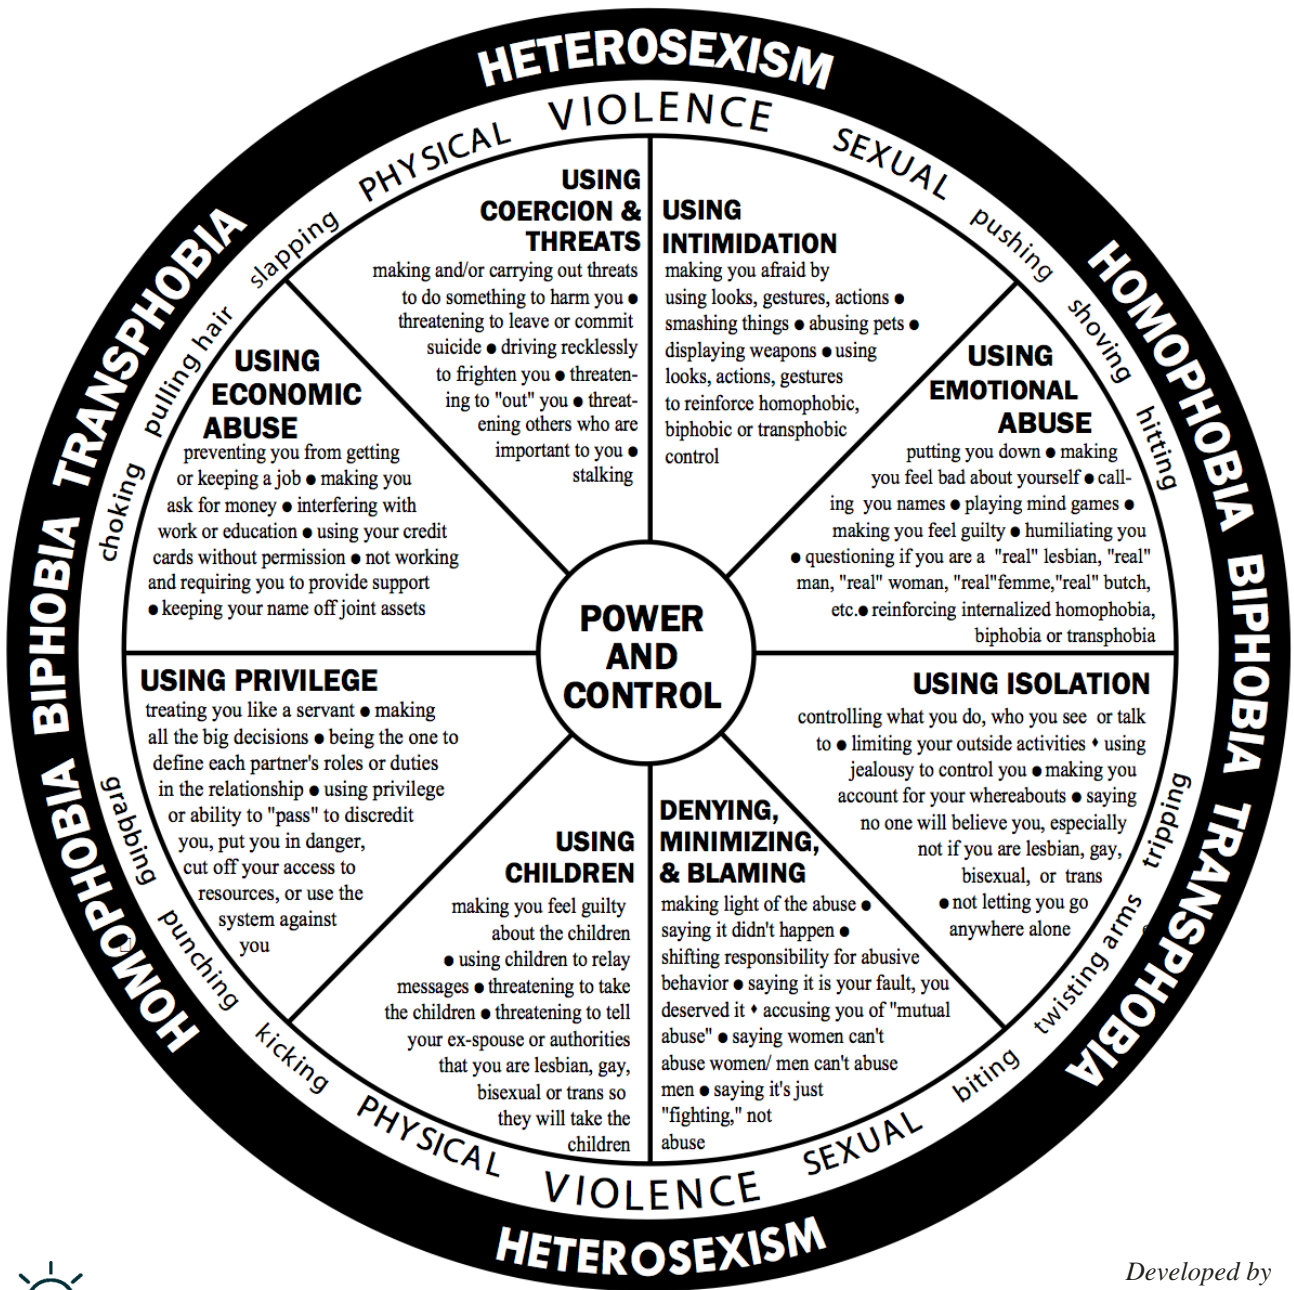 HETEROSEXISM
HOMOPHOBIA
BIPHOBIA
TRANSPHOBIA
HETEROSEXISM
HOMOPHOBIA
BIPHOBIA
TRANSPHOBIA
PHYSICAL
VIOLENCE
SEXUAL
pushing
shoving
hitting
tripping
twisting arms
biting
SEXUAL
VIOLENCE
PHYSICAL
kicking
punching
grabbing
choking
pulling hair
slapping
USING
COERCION &
THREATS
making and/or carrying out threats
to do something to harm you ●
threatening to leave or commit
suicide ● driving recklessly
to frighten you ● threaten-
ing to "out" you ● threat-
ening others who are
important to you ●
stalking
USING
INTIMIDATION
making you afraid by
using looks, gestures, actions ●
smashing things ● abusing pets ●
displaying weapons ● using
looks, actions, gestures
to reinforce homophobic,
biphobic or transphobic
control
USING
EMOTIONAL
ABUSE
putting you down ● making
you feel bad about yourself ● call-
ing you names ● playing mind games ●
making you feel guilty ● humiliating you
● questioning if you are a "real" lesbian, "real"
man, "real" woman, "real"femme,"real" butch,
etc.● reinforcing internalized homophobia,
biphobia or transphobia
USING ISOLATION
controlling what you do, who you see or talk
to ● limiting your outside activities ♦ using
jealousy to control you ● making you
account for your whereabouts ● saying
no one will believe you, especially
not if you are lesbian, gay,
bisexual, or trans
● not letting you go
anywhere alone
DENYING,
MINIMIZING,
& BLAMING
making light of the abuse ●
saying it didn't happen ●
shifting responsibility for abusive
behavior ● saying it is your fault, you
deserved it ♦ accusing you of "mutual
abuse" ● saying women can't
abuse women/ men can't abuse
men ● saying it's just
"fighting," not
abuse
USING
CHILDREN
making you feel guilty
about the children
● using children to relay
messages ● threatening to take
the children ● threatening to tell
your ex-spouse or authorities
that you are lesbian, gay,
bisexual or trans so
they will take the
children
USING PRIVILEGE
treating you like a servant ● making
all the big decisions ● being the one to
define each partner's roles or duties
in the relationship ● using privilege
or ability to "pass" to discredit
you, put you in danger,
cut off your access to
resources, or use the
system against
you
USING
ECONOMIC
ABUSE
preventing you from getting
or keeping a job ● making you
ask for money ● interfering with
work or education ● using your credit
cards without permission ● not working
and requiring you to provide support
● keeping your name off joint assets
POWER
AND
CONTROL
Developed by